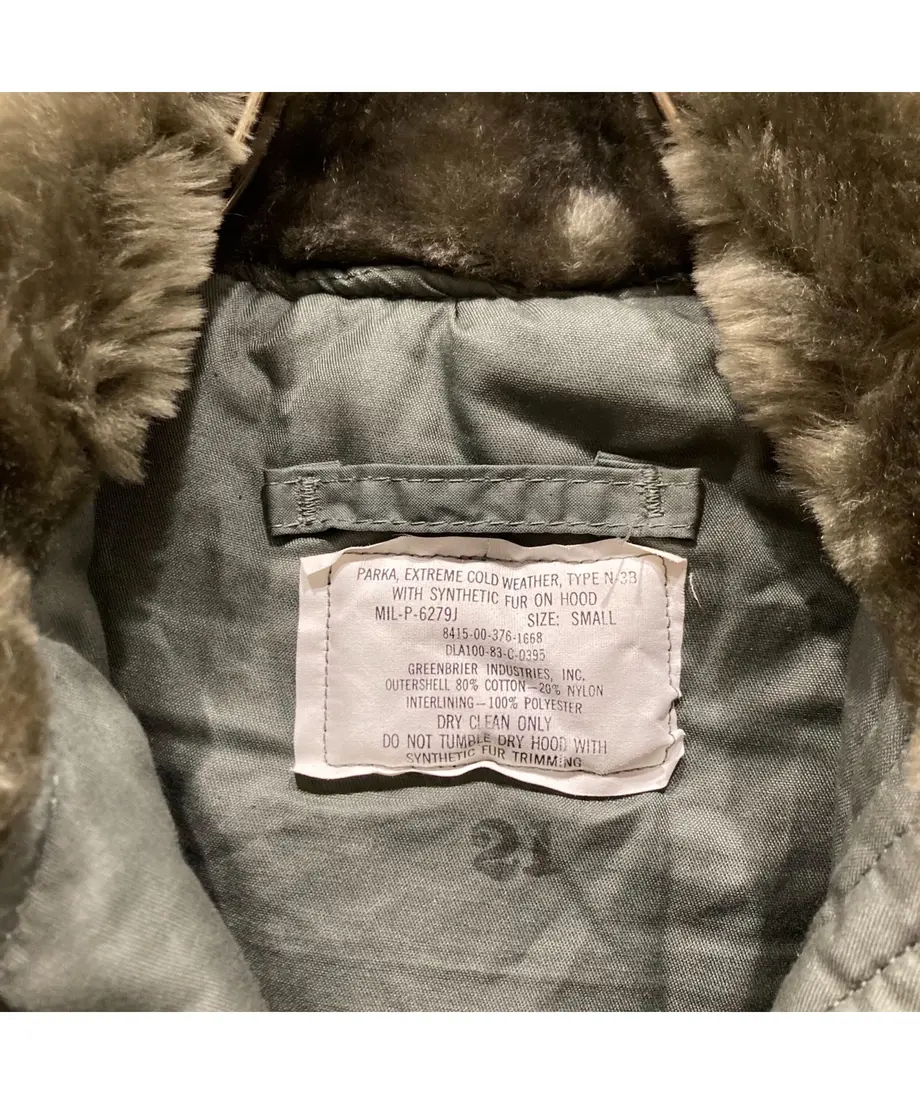 PARKA, EXTREME COLD WEATHER, TYPE N-3B
WITH SYNTHETIC FUR ON HOOD
MIL-P-6279J SIZE: SMALL
8415-00-376-1668
DLA100-83-C-0395
GREENBRIER INDUSTRIES, INC.
OUTERSHELL 80% COTTON—20% NYLON
INTERLINING—100% POLYESTER
DRY CLEAN ONLY
DO NOT TUMBLE DRY HOOD WITH
SYNTHETIC FUR TRIMMING
21